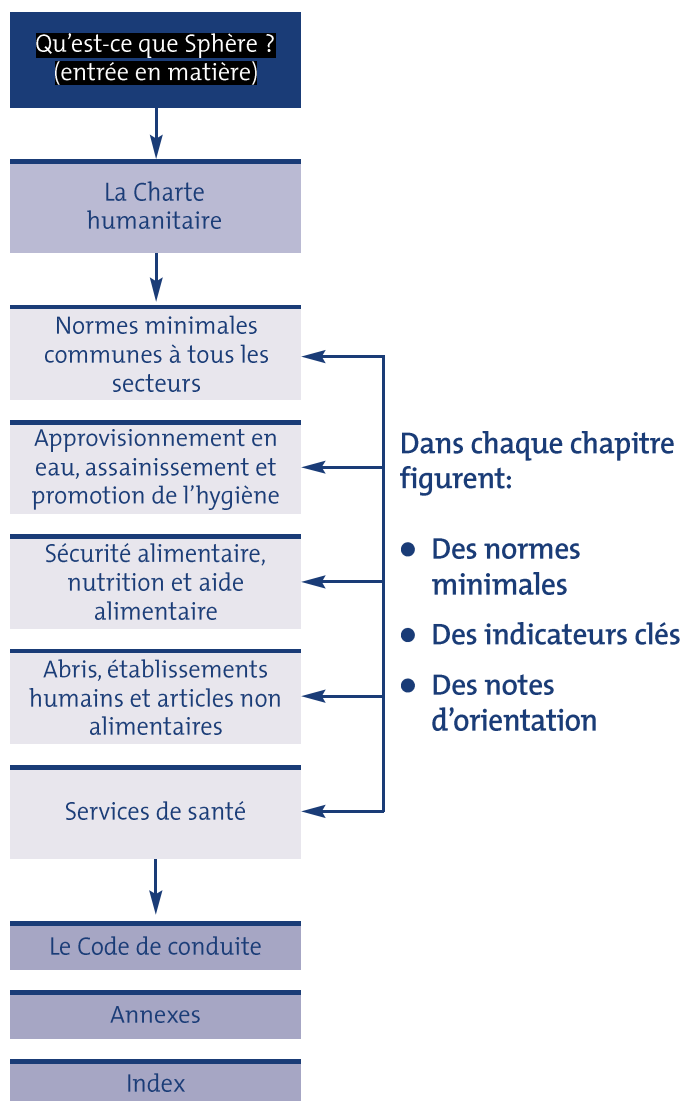 Qu'est-ce que Sphère ?
(entrée en matière)
La Charte
humanitaire
Normes minimales
communes à tous les
secteurs
Approvisionnement en
eau, assainissement et
promotion de l'hygiène
Sécurité alimentaire,
nutrition et aide
alimentaire
Abris, établissements
humains et articles non
alimentaires
Services de santé
Dans chaque chapitre
figurent:
● Des normes
minimales
● Des indicateurs clés
● Des notes
d'orientation
Le Code de conduite
Annexes
Index